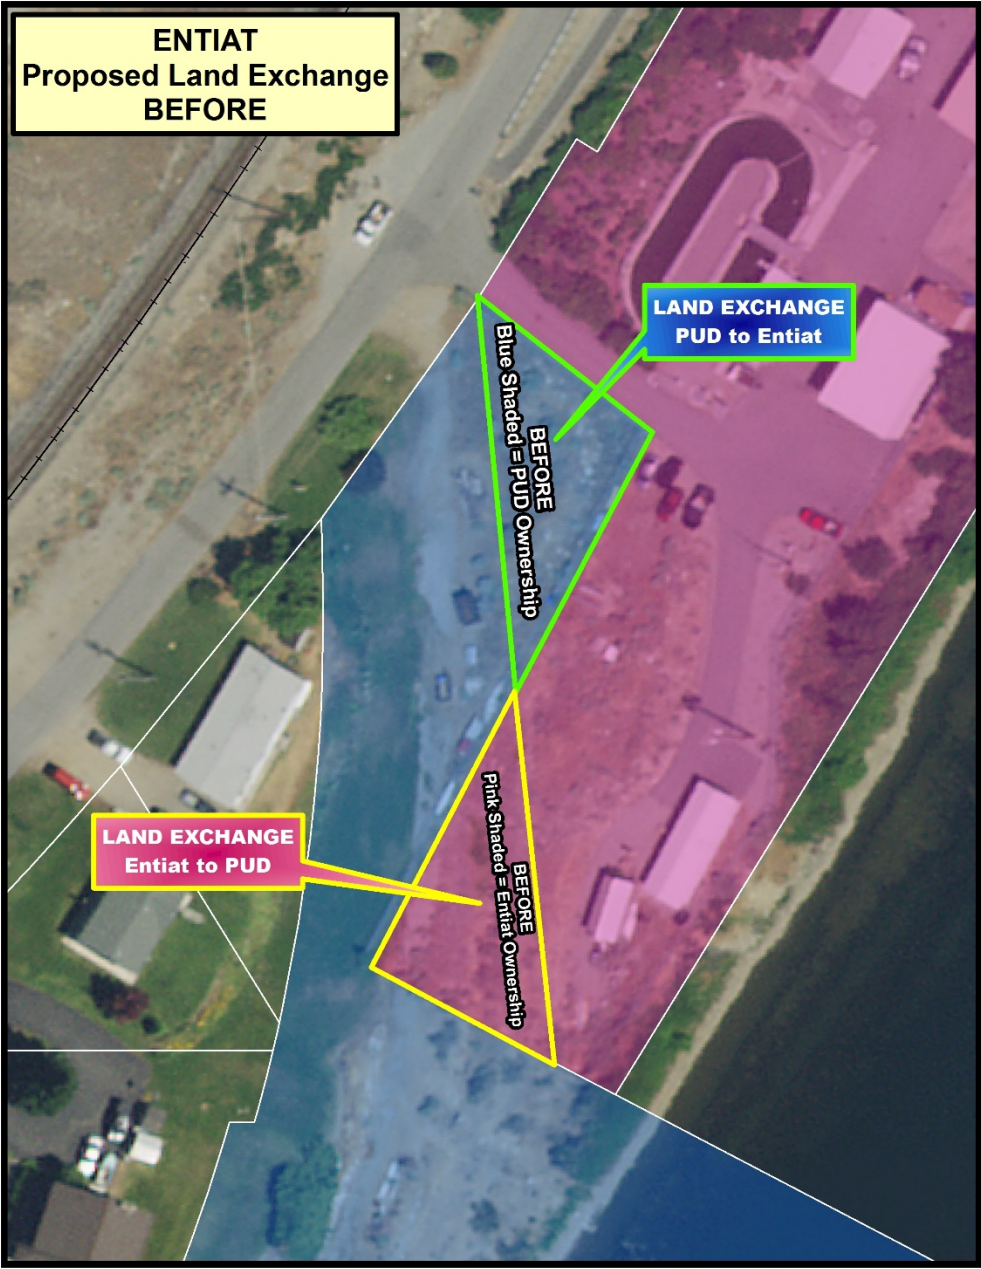 ENTIAT
Proposed Land Exchange
BEFORE
LAND EXCHANGE
PUD to Entiat
BEFORE
Blue Shaded = PUD Ownership
LAND EXCHANGE
Entiat to PUD
BEFORE
Pink Shaded = Entiat Ownership